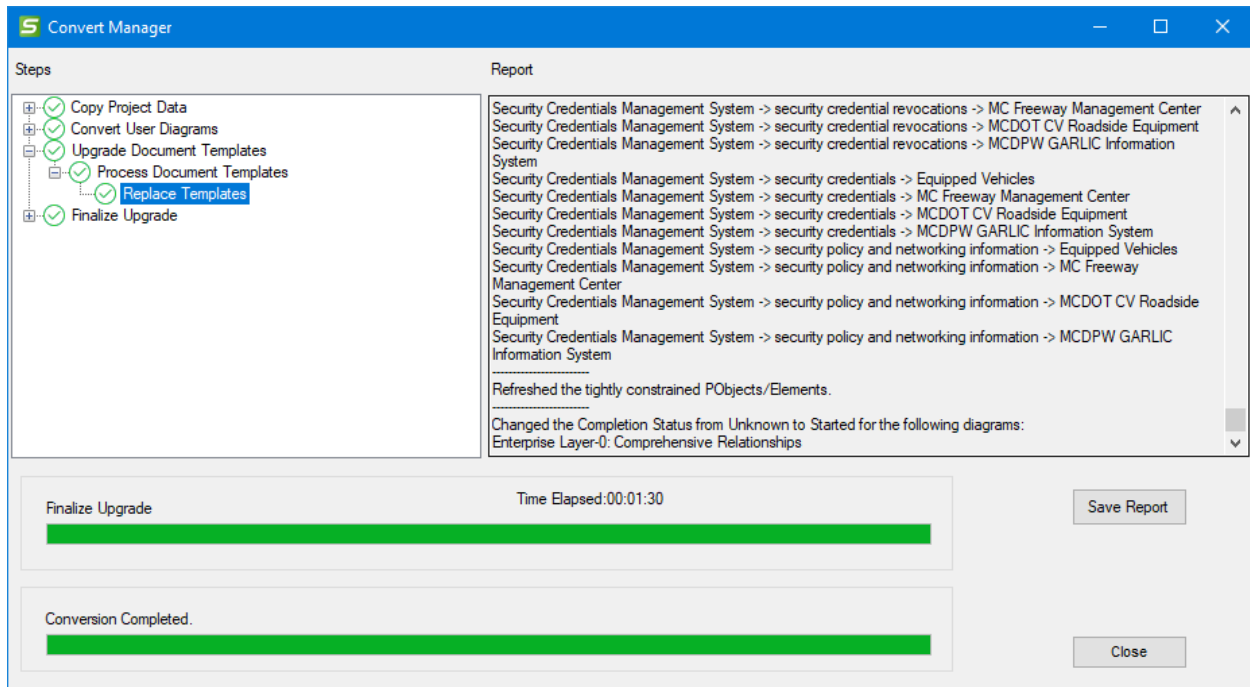 Convert Manager
Steps
Report
Copy Project Data
Convert User Diagrams
Upgrade Document Templates
Process Document Templates
Replace Templates
Finalize Upgrade
Security Credentials Management System -> security credential revocations -> MC Freeway Management Center
Security Credentials Management System -> security credential revocations -> MCDOT CV Roadside Equipment
Security Credentials Management System -> security credential revocations -> MCDPW GARLIC Information
System
Security Credentials Management System -> security credentials -> Equipped Vehicles
Security Credentials Management System -> security credentials -> MC Freeway Management Center
Security Credentials Management System -> security credentials -> MCDOT CV Roadside Equipment
Security Credentials Management System -> security credentials -> MCDPW GARLIC Information System
Security Credentials Management System -> security policy and networking information -> Equipped Vehicles
Security Credentials Management System -> security policy and networking information -> MC Freeway
Management Center
Security Credentials Management System -> security policy and networking information -> MCDOT CV Roadside
Equipment
Security Credentials Management System -> security policy and networking information -> MCDPW GARLIC
Information System
------------------------
Refreshed the tightly constrained PObjects/Elements.
------------------------
Changed the Completion Status from Unknown to Started for the following diagrams:
Enterprise Layer-0: Comprehensive Relationships
Finalize Upgrade
Time Elapsed:00:01:30
Save Report
Conversion Completed.
Close